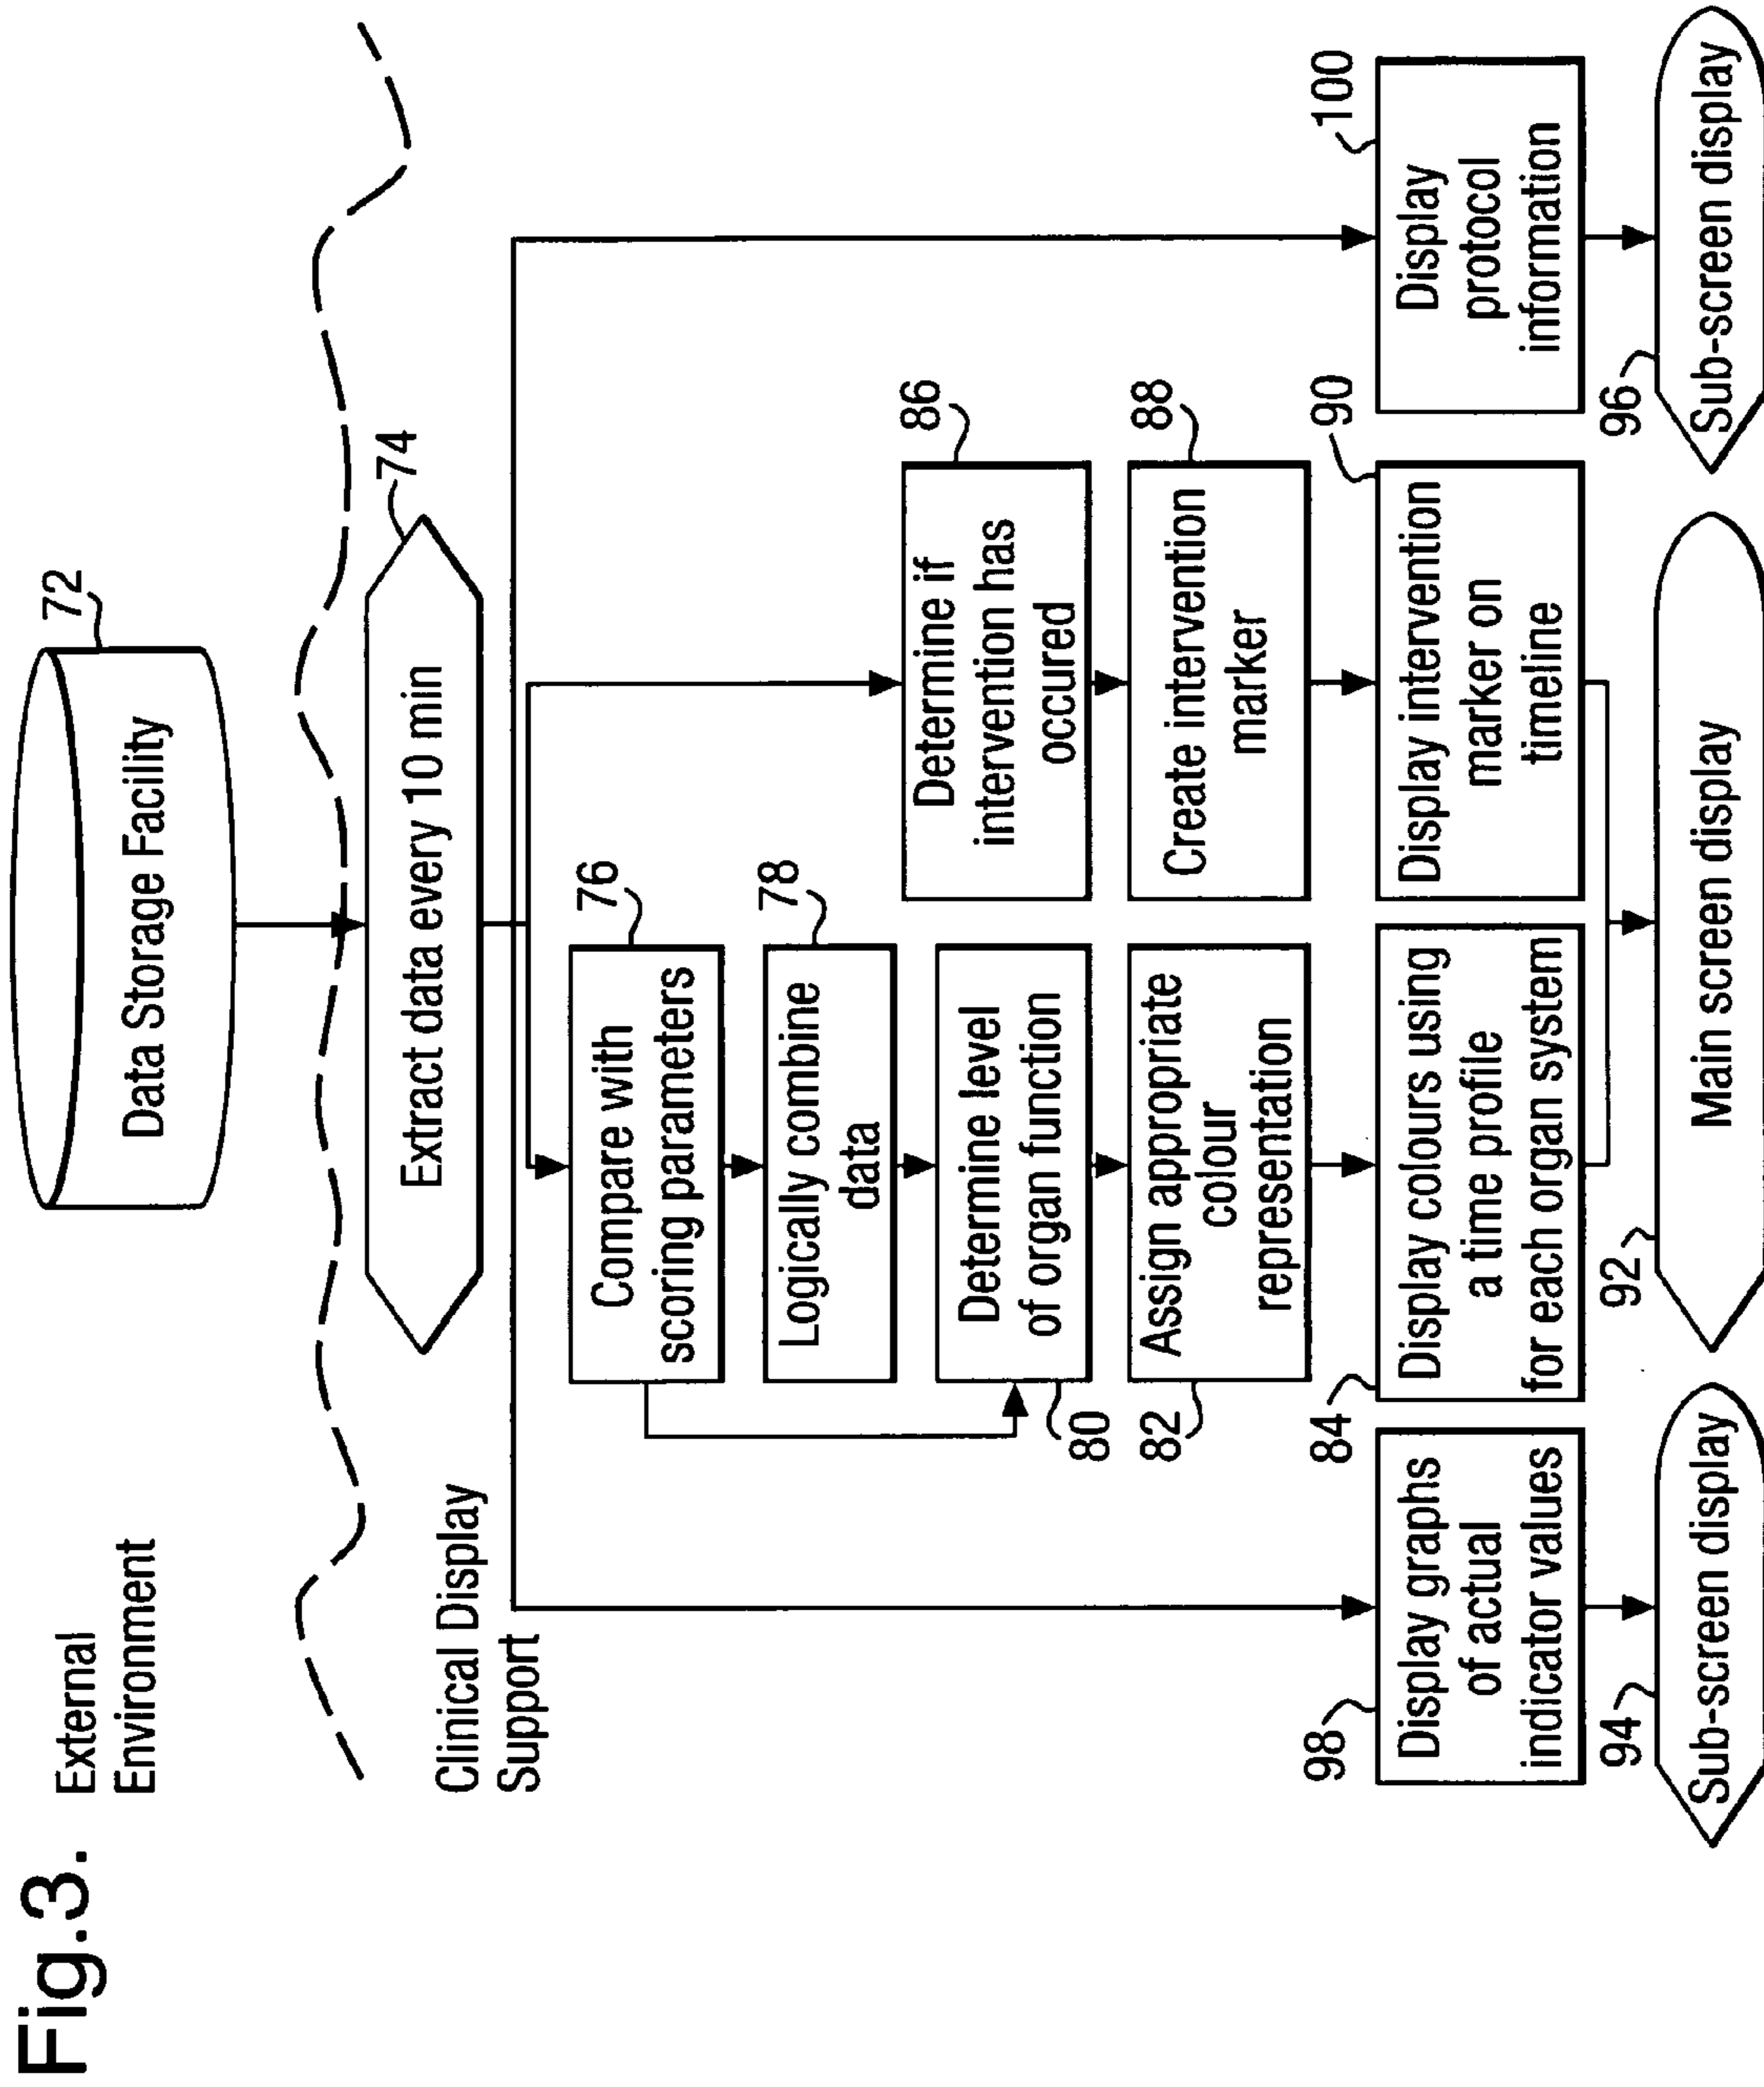 Fig.3.
External
Environment
72
Data Storage Facility
74
Extract data every 10 min
Clinical Display
Support
76
Compare with
scoring parameters
78
Logically combine
data
80
Determine level
of organ function
82
Assign appropriate
colour
representation
84
Display colours using
a time profile
for each organ system
86
Determine if
intervention has
occured
88
Create intervention
marker
90
Display intervention
marker on
timeline
98
Display graphs
of actual
indicator values
100
Display
protocol
information
94
Sub-screen display
92
Main screen display
96
Sub-screen display